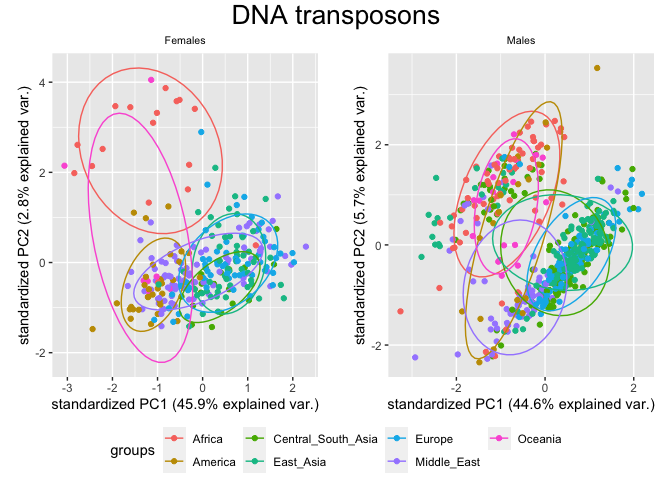 DNA transposons
Females
Males
standardized PC2 (2.8% explained var.)
4
2
0
-2
-3
-2
-1
0
1
2
standardized PC1 (45.9% explained var.)
standardized PC2 (5.7% explained var.)
2
0
-2
-2
0
2
standardized PC1 (44.6% explained var.)
groups
Africa
Central_South_Asia
Europe
Oceania
America
East_Asia
Middle_East